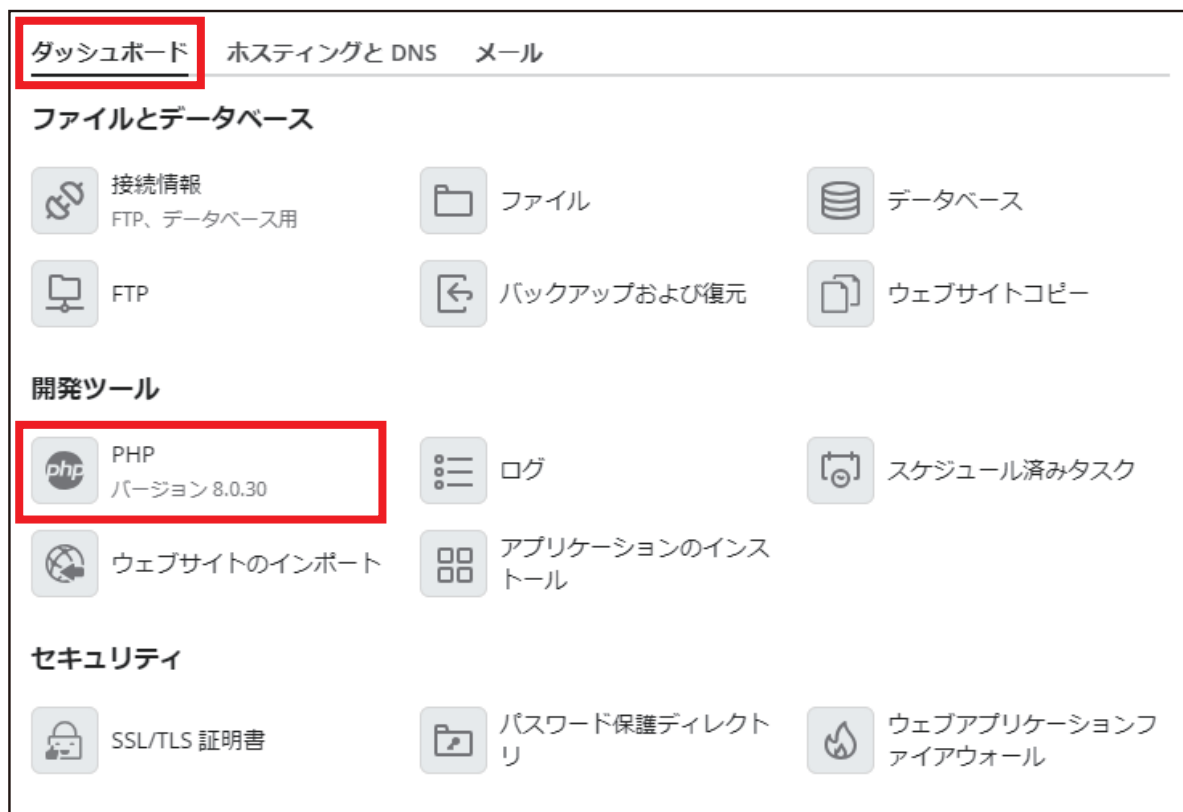 ダッシュボード ホスティングと DNS メール
ファイルとデータベース
接続情報
FTP、データベース用
ファイル
データベース
FTP
バックアップおよび復元
ウェブサイトコピー
開発ツール
php
PHP
バージョン 8.0.30
ログ
スケジュール済みタスク
ウェブサイトのインポート
アプリケーションのインス
トール
セキュリティ
SSL/TLS 証明書
パスワード保護ディレクト
リ
ウェブアプリケーションフ
ァイアウォール